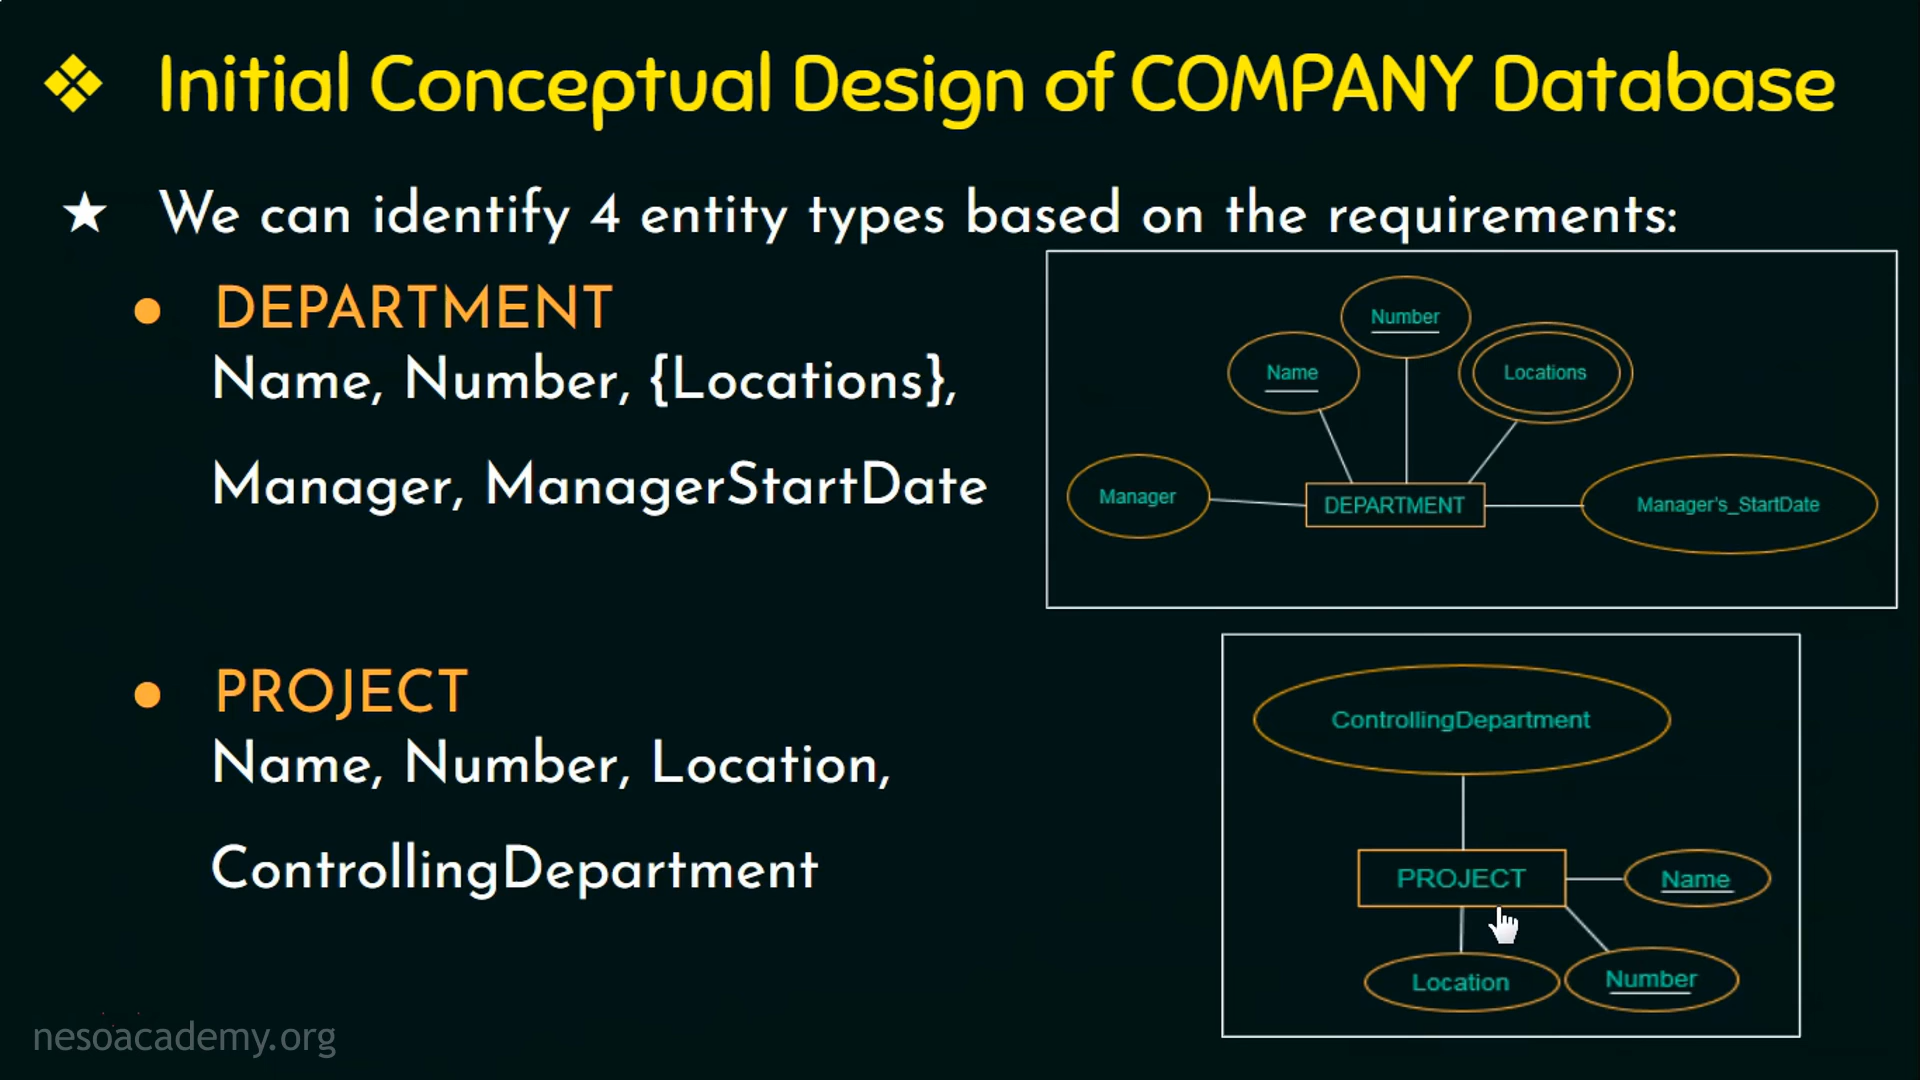 ❖ Initial Conceptual Design of COMPANY Database
★ We can identify 4 entity types based on the requirements:
● DEPARTMENT
Name, Number, {Locations},
Manager, ManagerStartDate
Number
Name
Locations
Manager
DEPARTMENT
Manager's_StartDate
● PROJECT
Name, Number, Location,
ControllingDepartment
ControllingDepartment
PROJECT
Name
Location
Number
nesoacademy.org